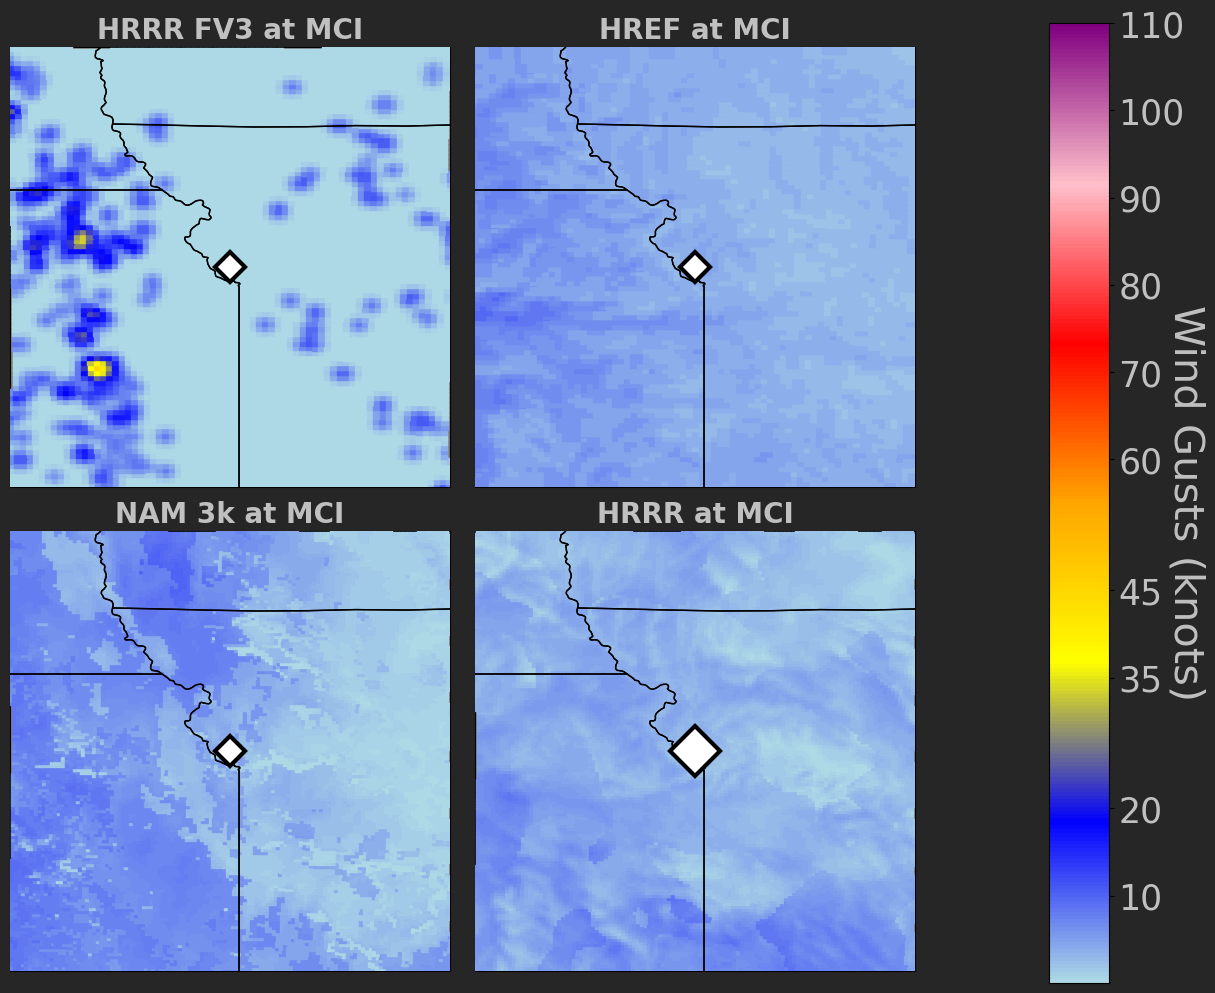 HRRR FV3 at MCI
HREF at MCI
NAM 3k at MCI
HRRR at MCI
110
100
90
80
70
60
45
35
20
10
Wind Gusts (knots)